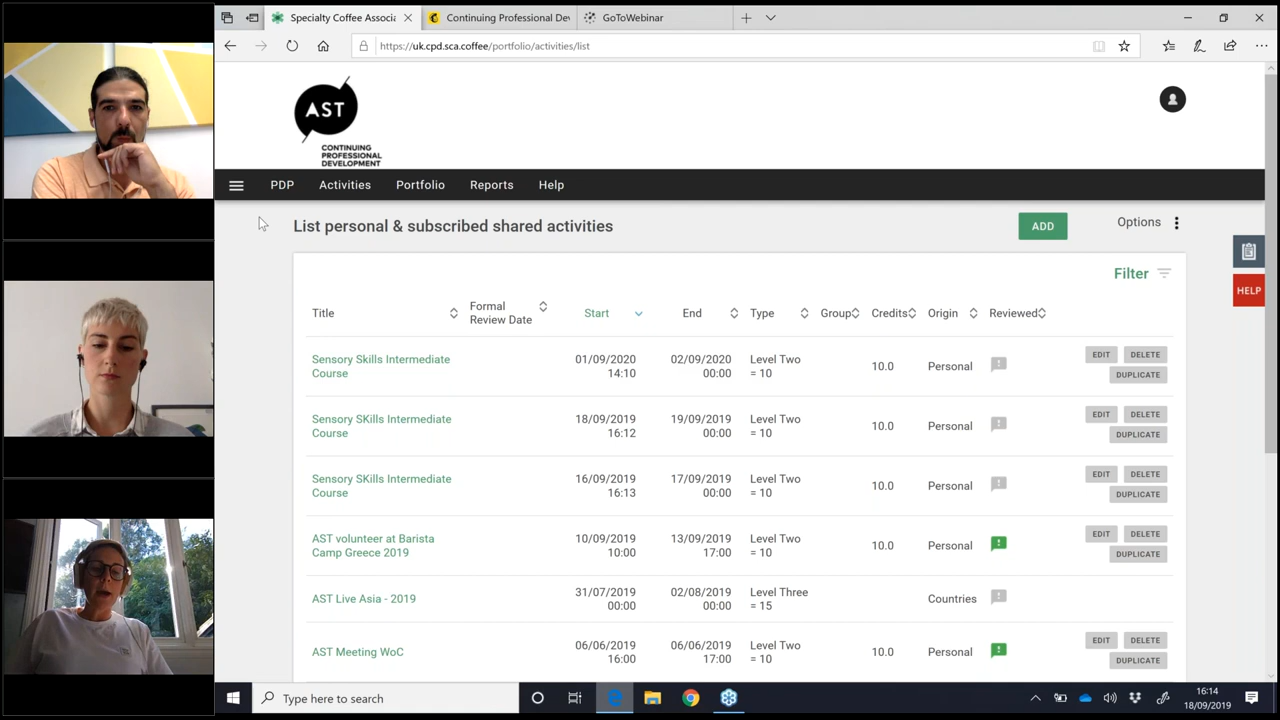 Specialty Coffee Associa
Continuing Professional Dev
GoToWebinar
https://uk.cpd.sca.coffee/portfolio/activities/list
AST
CONTINUING
PROFESSIONAL
DEVELOPMENT
PDP Activities Portfolio Reports Help
List personal & subscribed shared activities
ADD
Options
HELP
Filter
Title
Formal
Review Date
Start
End
Type
Group
Credits
Origin
Reviewed
Sensory Skills Intermediate
Course
01/09/2020
14:10
02/09/2020
00:00
Level Two
= 10
10.0
Personal
EDIT
DELETE
DUPLICATE
Sensory SKills Intermediate
Course
18/09/2019
16:12
19/09/2019
00:00
Level Two
= 10
10.0
Personal
EDIT
DELETE
DUPLICATE
Sensory SKills Intermediate
Course
16/09/2019
16:13
17/09/2019
00:00
Level Two
= 10
10.0
Personal
EDIT
DELETE
DUPLICATE
AST volunteer at Barista
Camp Greece 2019
10/09/2019
10:00
13/09/2019
17:00
Level Two
= 10
10.0
Personal
EDIT
DELETE
DUPLICATE
AST Live Asia - 2019
31/07/2019
00:00
02/08/2019
00:00
Level Three
= 15
Countries
AST Meeting WoC
06/06/2019
16:00
06/06/2019
17:00
Level Two
= 10
10.0
Personal
EDIT
DELETE
DUPLICATE
Type here to search
16:14
18/09/2019